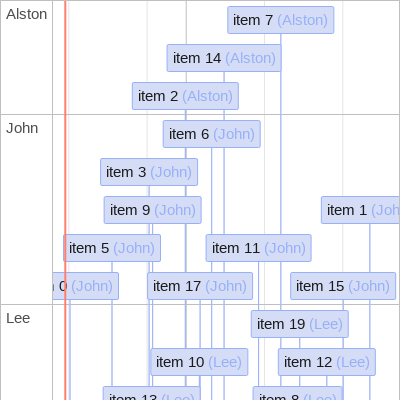 Alston
item 7 (Alston)
item 14 (Alston)
item 2 (Alston)
John
item 6 (John)
item 3 (John)
item 9 (John)
item 1 (Joh
item 5 (John)
item 11 (John)
0 (John)
item 17 (John)
item 15 (John)
Lee
item 19 (Lee)
item 10 (Lee)
item 12 (Lee)
item 13 (Lee)
item 8 (Lee)